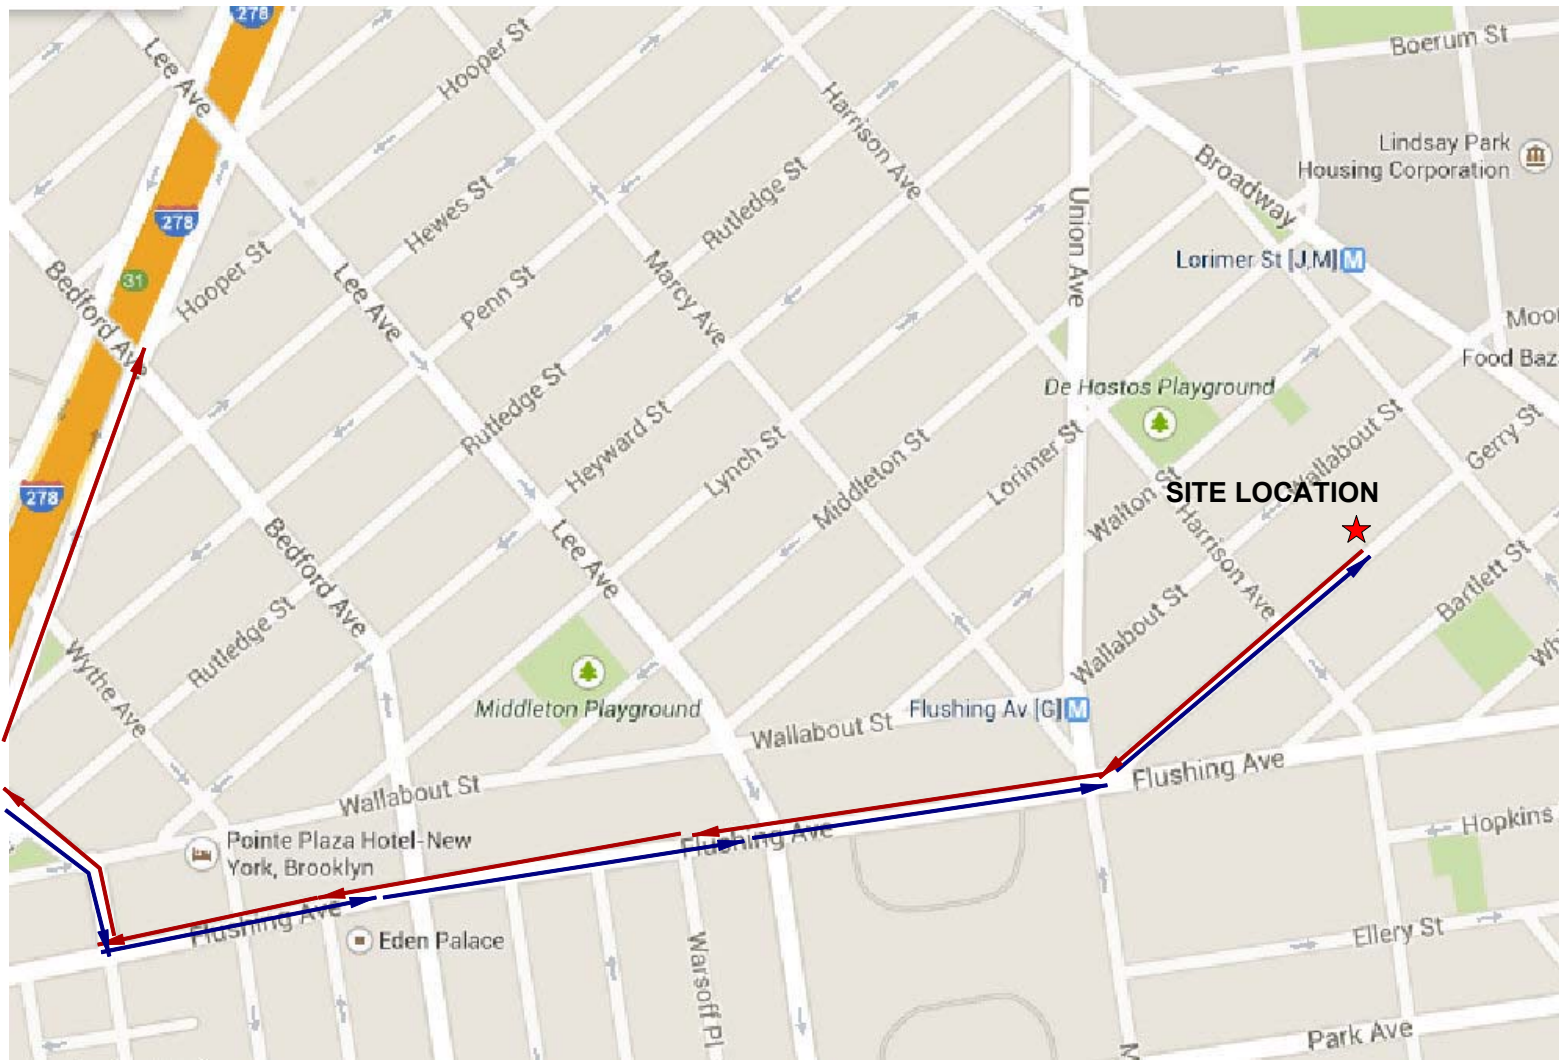 278
Lee Ave
Hooper St
Boerum St
Harrison Ave
Lindsay Park
Housing Corporation
Broadway
Rutledge St
Hewes St
Union Ave
278
31
Hooper St
Bedford Ave
Lee Ave
Penn St
Marcy Ave
Lorimer St [J,M]
M
Food Baz
De Hostos Playground
Rutledge St
Heyward St
Lynch St
Middleton St
Lorimer St
Walton St
Wallabout St
Gerry St
SITE LOCATION
278
Bedford Ave
Lee Ave
Harrison Ave
Bartlett St
Wallabout St
Rutledge St
Wythe Ave
Middleton Playground
Flushing Av [G]
M
Wallabout St
Flushing Ave
Wallabout St
Hopkins
Flushing Ave
Pointe Plaza Hotel-New
York, Brooklyn
Flushing Ave
Eden Palace
Warsoff Pl
Ellery St
Park Ave